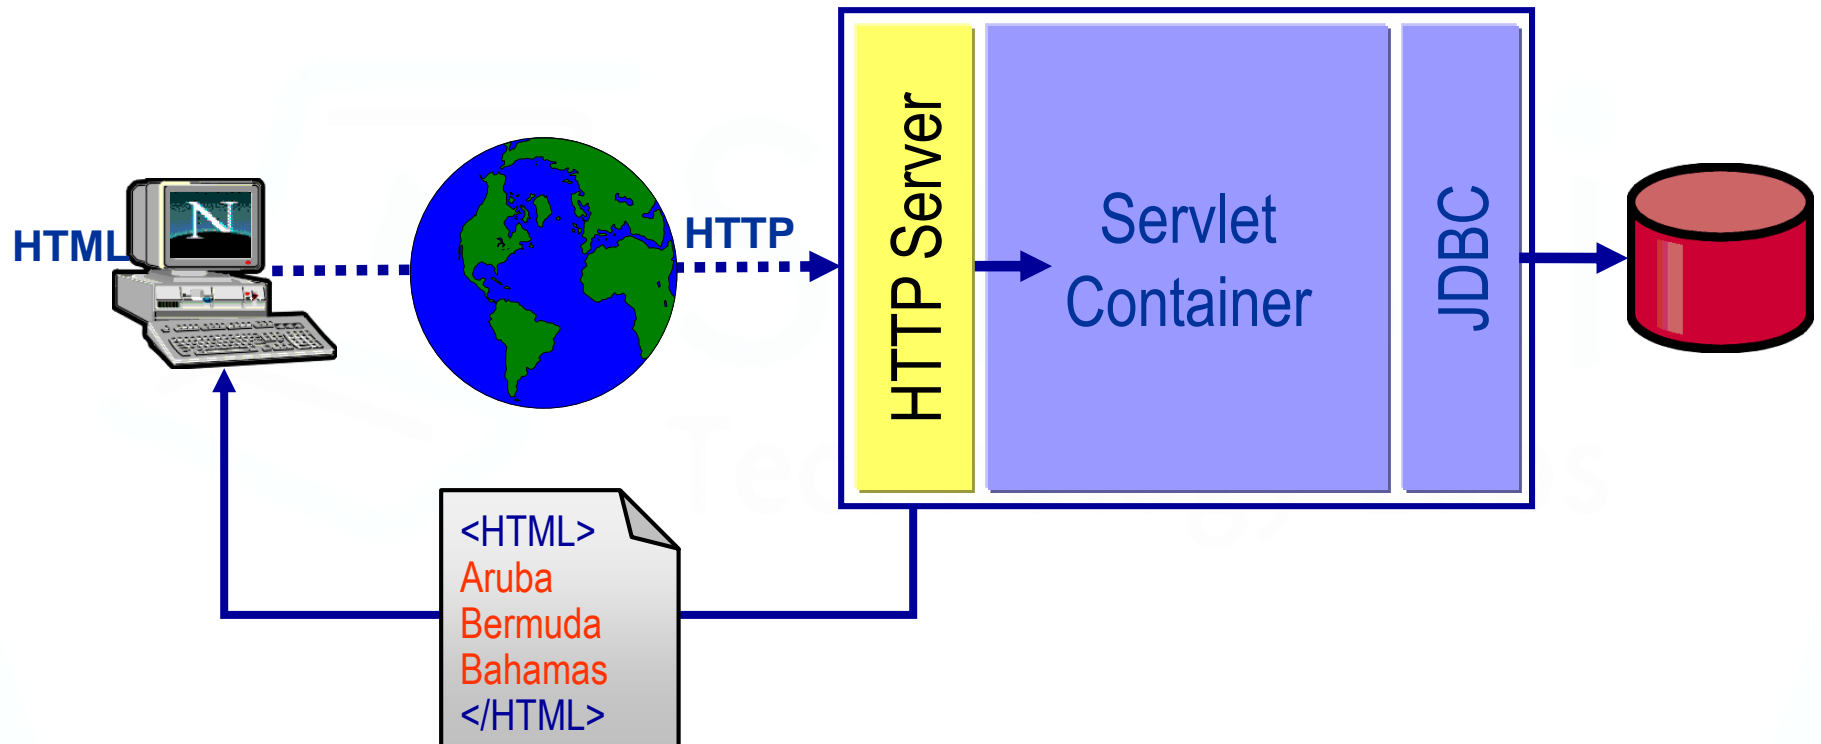 HTML
N
HTTP
HTTP Server
Servlet
Container
JDBC
<HTML>
Aruba
Bermuda
Bahamas
</HTML>